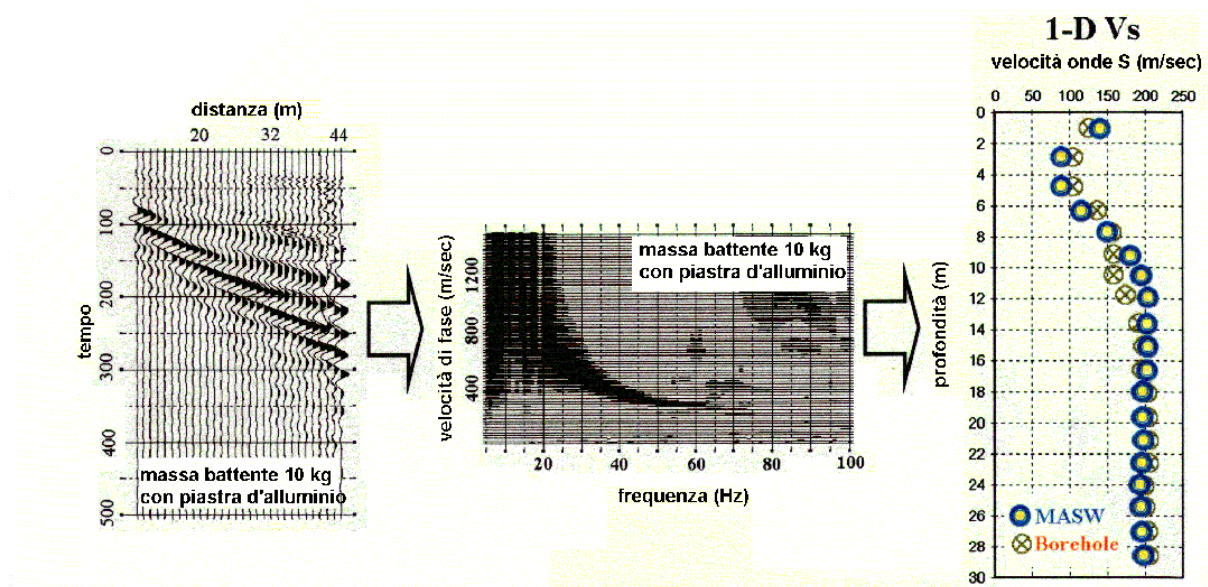 distanza (m)
20 32 44
tempo
0
100
200
300
400
500
massa battente 10 kg
con piastra d'alluminio
velocità di fase (m/sec)
1200
800
400
massa battente 10 kg
con piastra d'alluminio
20 40 60 80 100
frequenza (Hz)
1-D Vs
velocità onde S (m/sec)
0 50 100 150 200 250
profondità (m)
0
2
4
6
8
10
12
14
16
18
20
22
24
26
28
30
MASW
Borehole